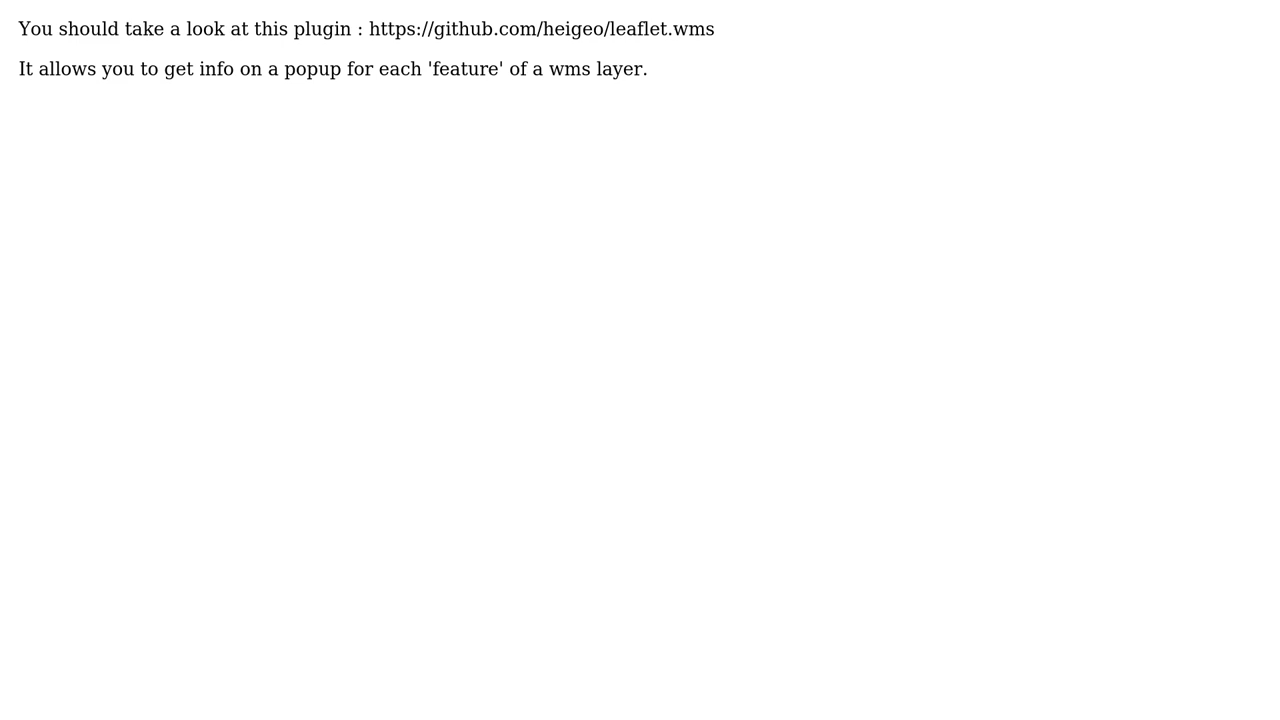 You should take a look at this plugin : https://github.com/heigeo/leaflet.wms
It allows you to get info on a popup for each 'feature' of a wms layer.